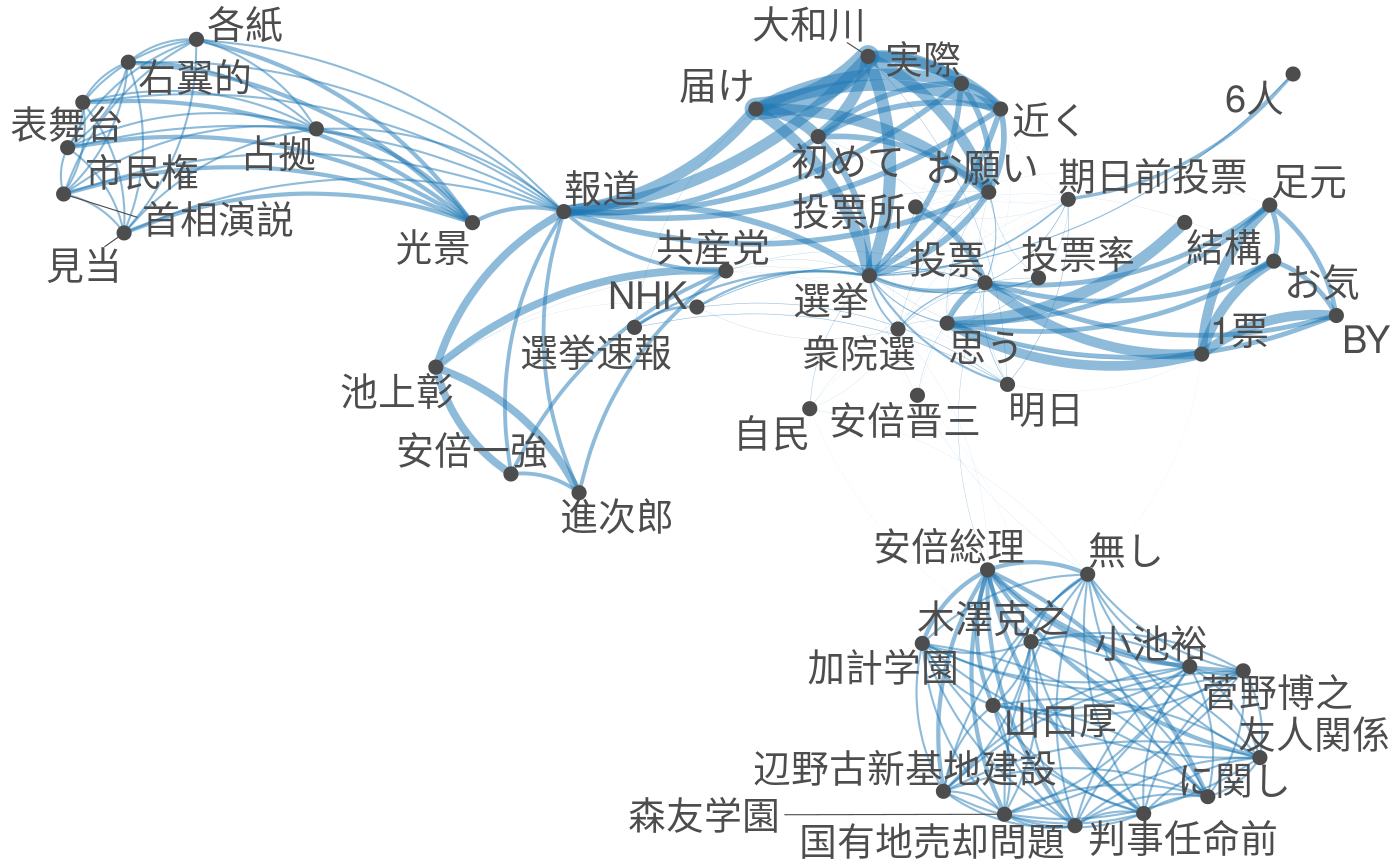 各紙
右翼的
表舞台
占拠
市民権
首相演説
見当
光景
報道
大和川
実際
届け
近く
6人
初めて
お願い
期日前投票
足元
投票所
共産党
投票
投票率
結構
お気
NHK
選挙
選挙速報
衆院選
思う
1票
BY
池上彰
自民
安倍晋三
明日
安倍一強
進次郎
安倍総理
無し
木澤克之
小池裕
加計学園
菅野博之
山口厚
友人関係
辺野古新基地建設
に関し
森友学園
国有地売却問題
判事任命前